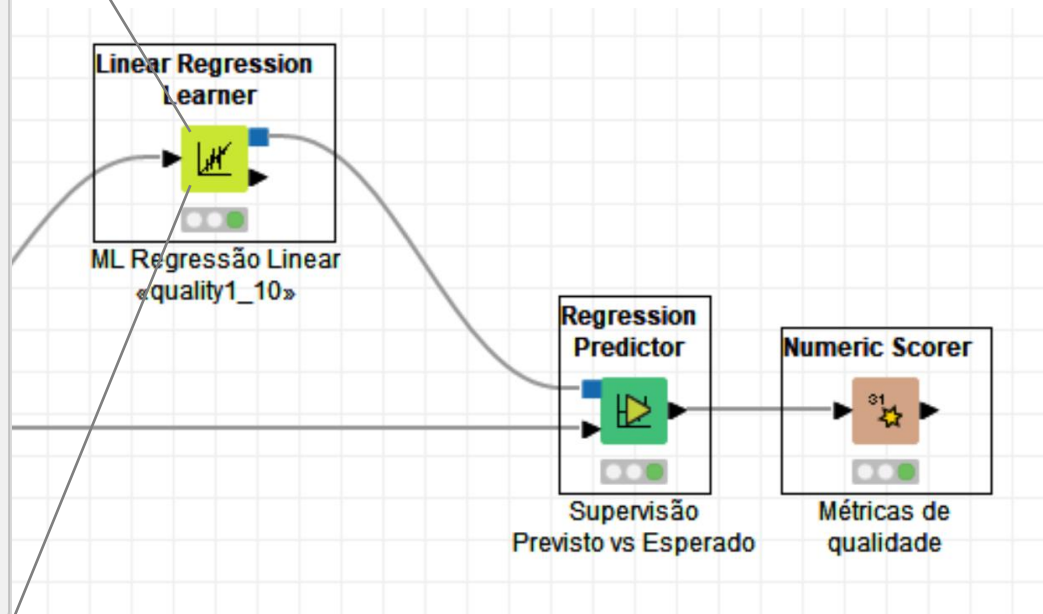 Linear Regression
Learner
ML Regressão Linear
«quality1_10»
Regression
Predictor
Supervisão
Previsto vs Esperado
Numeric Scorer
31
Métricas de
qualidade